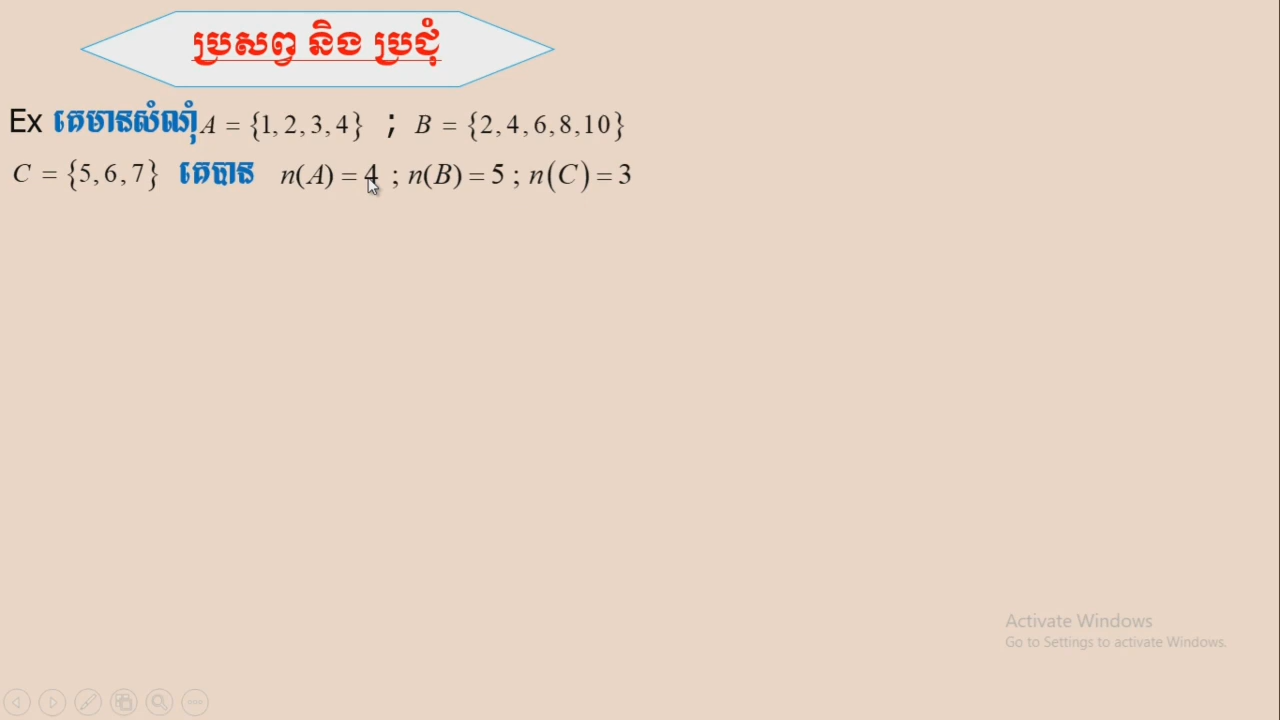 ប្រសព្វ និង ប្រជុំ
Ex គេមានសំណុំ A = {1, 2, 3, 4} ; B = {2, 4, 6, 8, 10}
C = {5, 6, 7} គេបាន n(A) = 4 ; n(B) = 5 ; n(C) = 3
Activate Windows
Go to Settings to activate Windows.